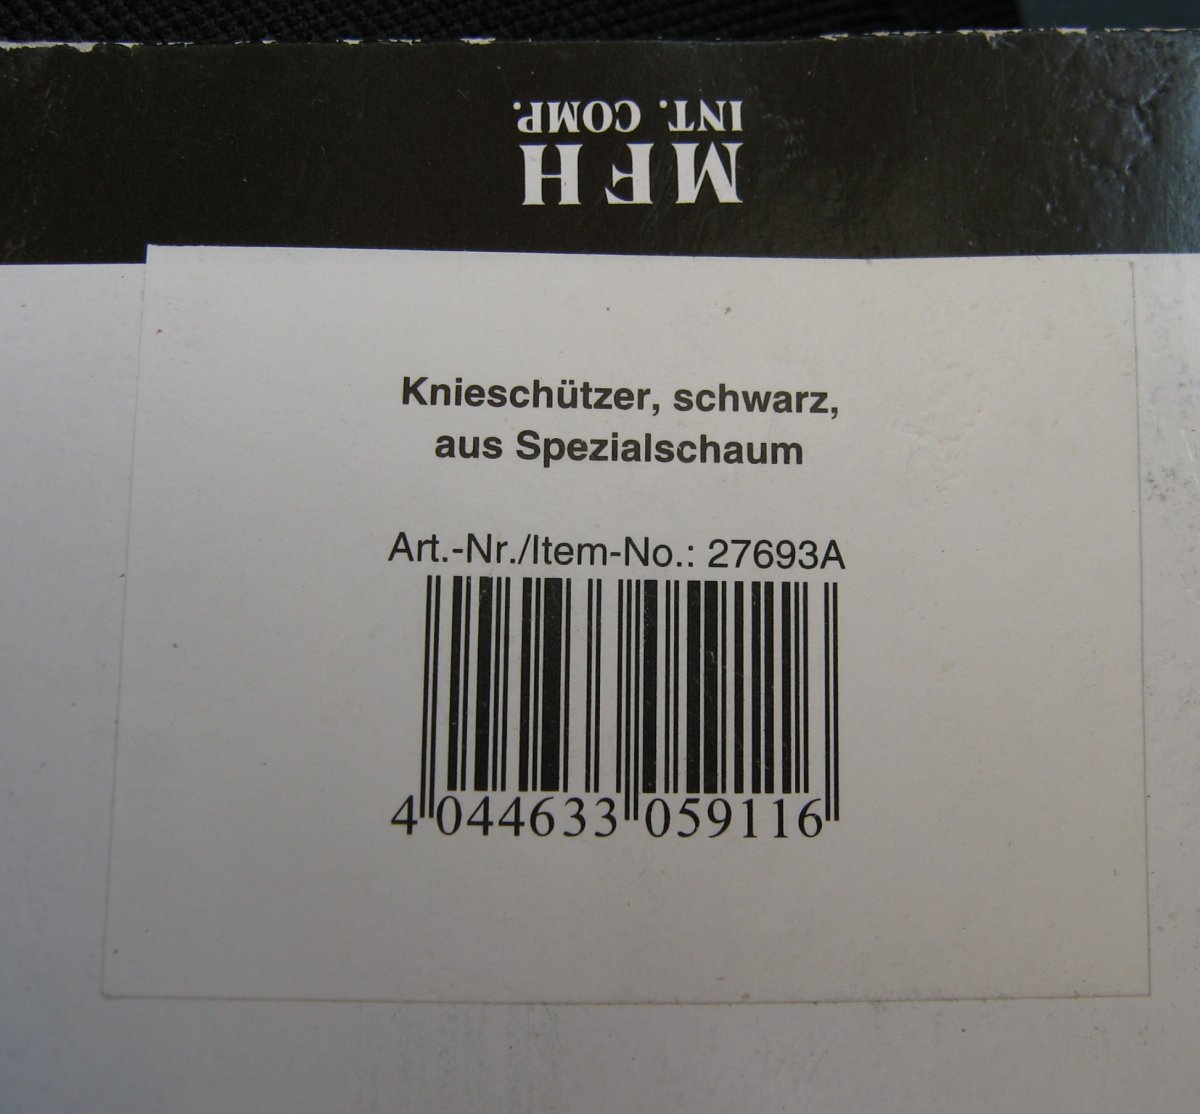 MFH
INT. COMP.
Knieschützer, schwarz,
aus Spezialschaum
Art.-Nr./Item-No.: 27693A
4 044633 059116